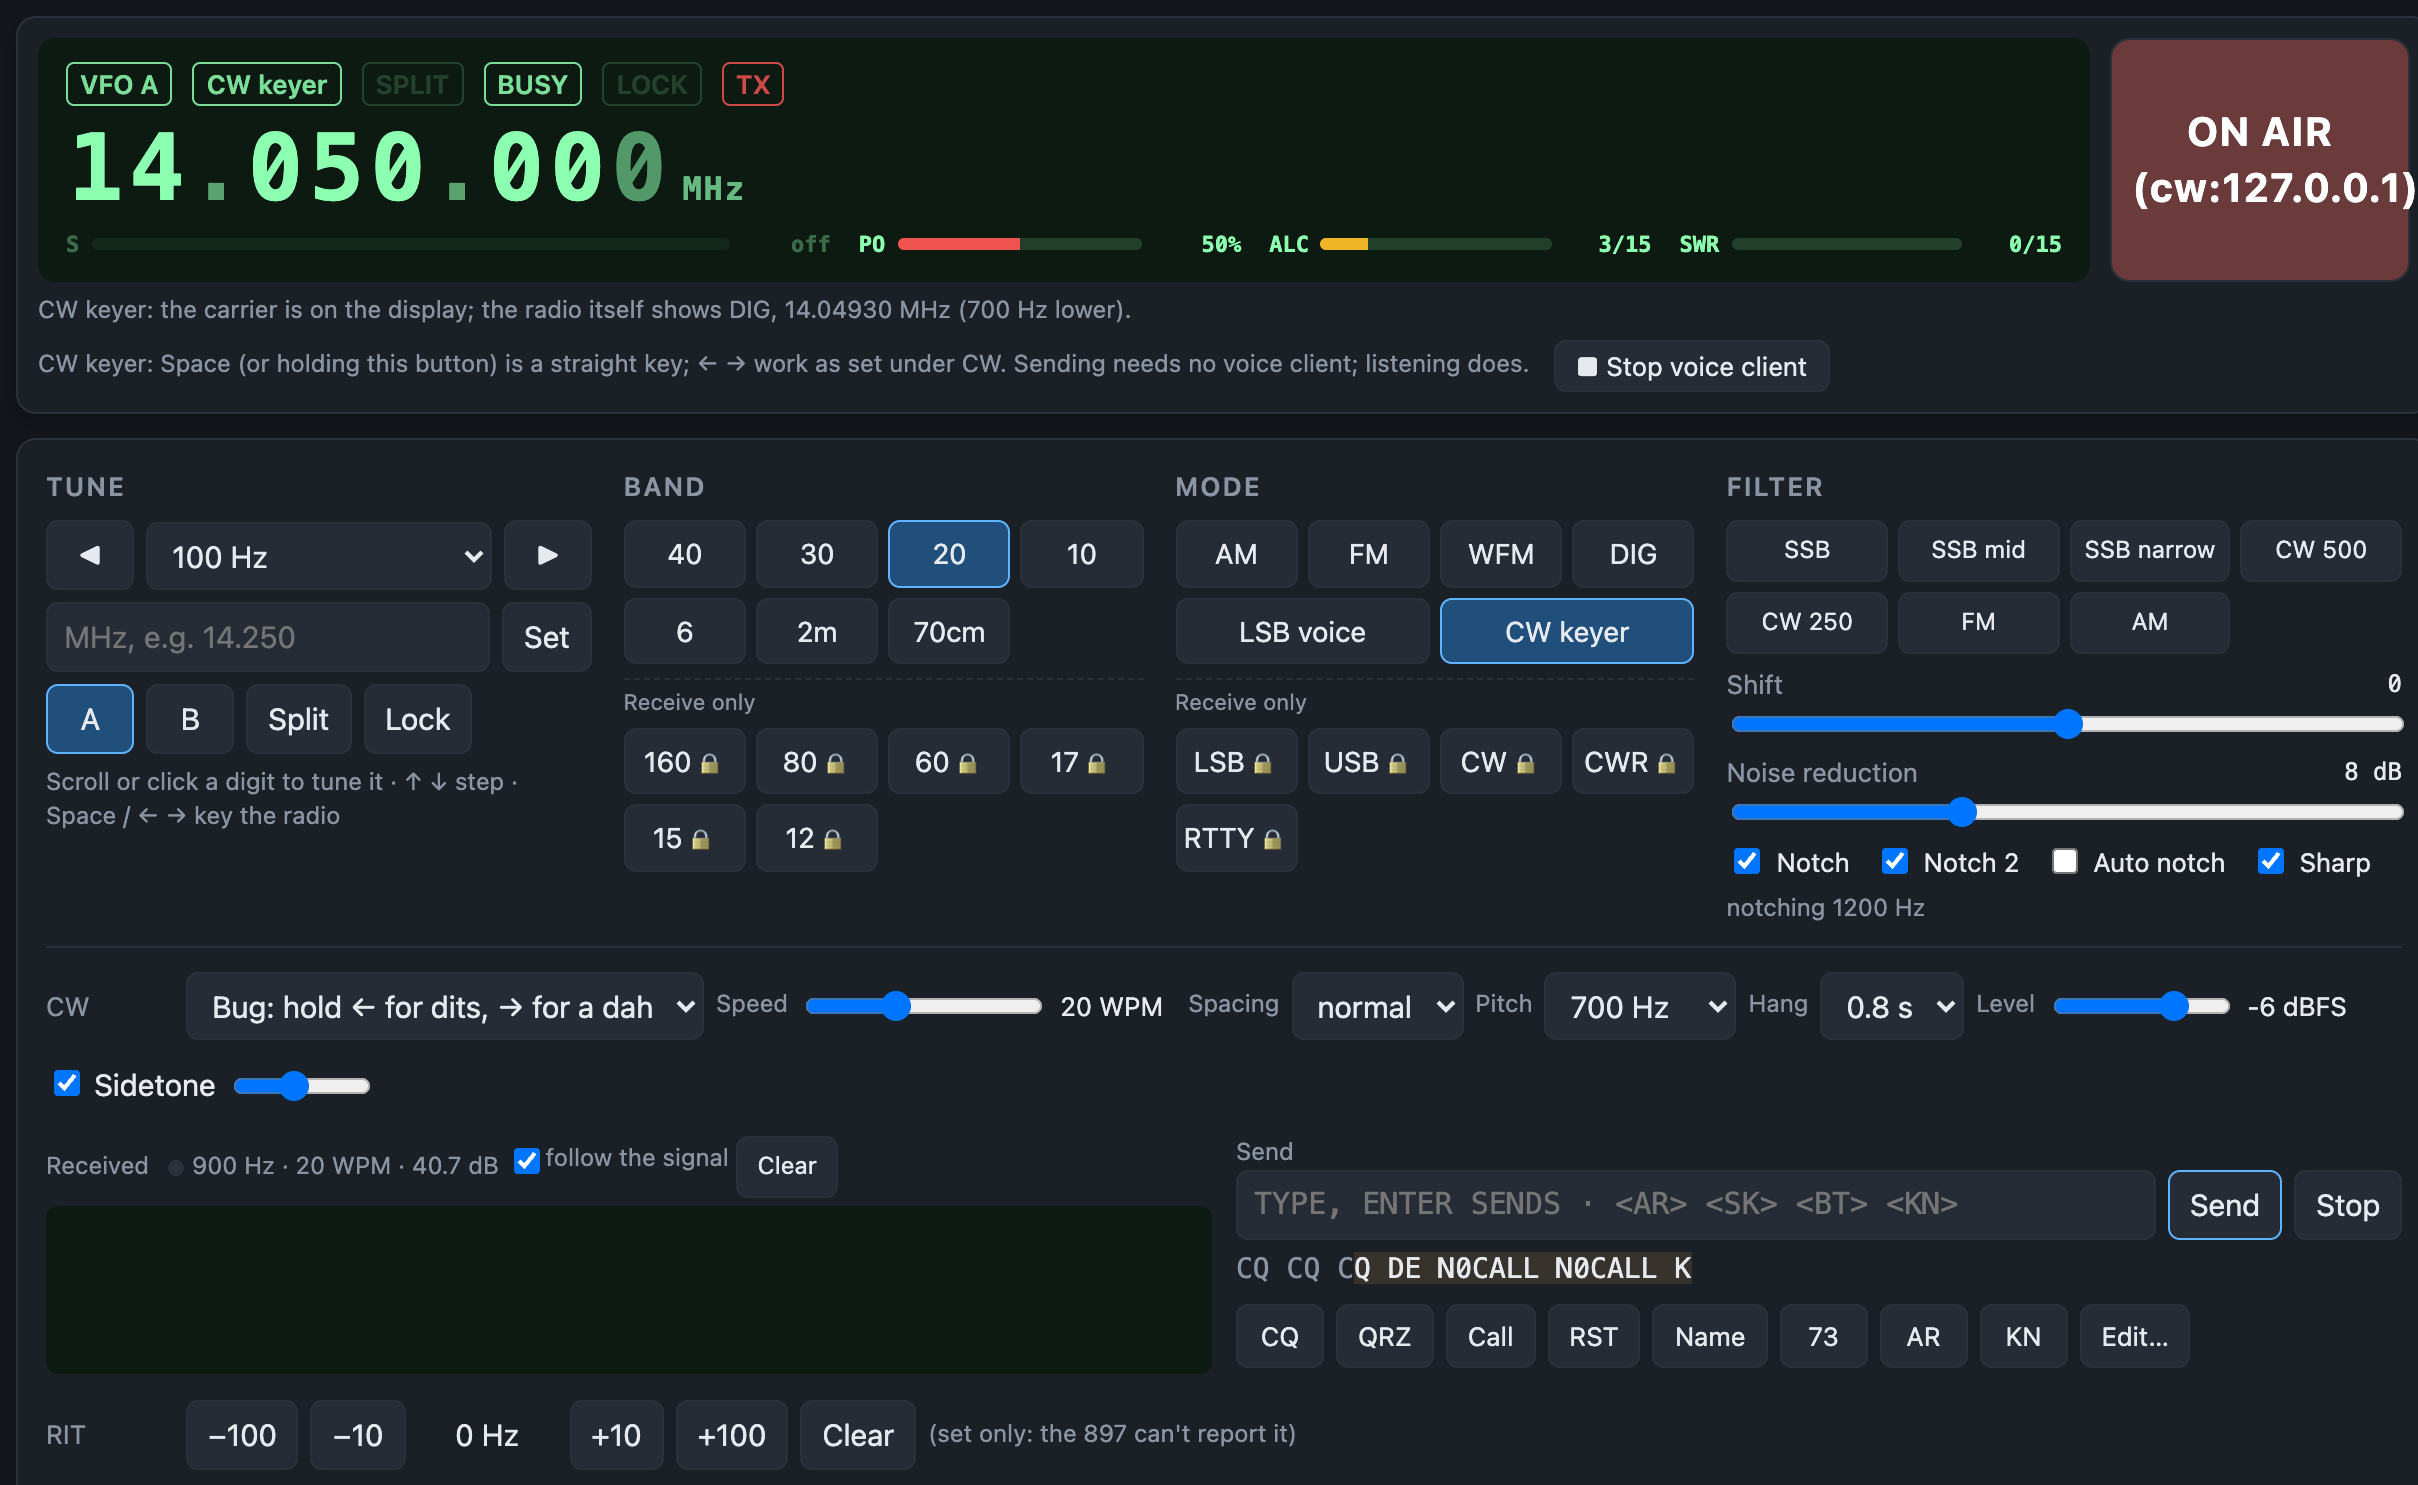 VFO A CW keyer SPLIT BUSY LOCK TX
14.050.000 MHz
S off PO 50% ALC 3/15 SWR 0/15
ON AIR
(cw:127.0.0.1)
CW keyer: the carrier is on the display; the radio itself shows DIG, 14.04930 MHz (700 Hz lower).
CW keyer: Space (or holding this button) is a straight key; ← → work as set under CW. Sending needs no voice client; listening does. Stop voice client
TUNE
◀ 100 Hz ▶
MHz, e.g. 14.250 Set
A B Split Lock
Scroll or click a digit to tune it · ↑ ↓ step ·
Space / ← → key the radio
BAND
40 30 20 10
6 2m 70cm
Receive only
160 🔒 80 🔒 60 🔒 17 🔒
15 🔒 12 🔒
MODE
AM FM WFM DIG
LSB voice CW keyer
Receive only
LSB 🔒 USB 🔒 CW 🔒 CWR 🔒
RTTY 🔒
FILTER
SSB SSB mid SSB narrow CW 500
CW 250 FM AM
Shift 0
Noise reduction 8 dB
Notch Notch 2 Auto notch Sharp
notching 1200 Hz
CW Bug: hold ← for dits, → for a dah Speed 20 WPM Spacing normal Pitch 700 Hz Hang 0.8 s Level -6 dBFS
Sidetone
Received 900 Hz · 20 WPM · 40.7 dB follow the signal Clear
Send
TYPE, ENTER SENDS · <AR> <SK> <BT> <KN> Send Stop
CQ CQ CQ DE N0CALL N0CALL K
CQ QRZ Call RST Name 73 AR KN Edit…
RIT −100 −10 0 Hz +10 +100 Clear (set only: the 897 can't report it)